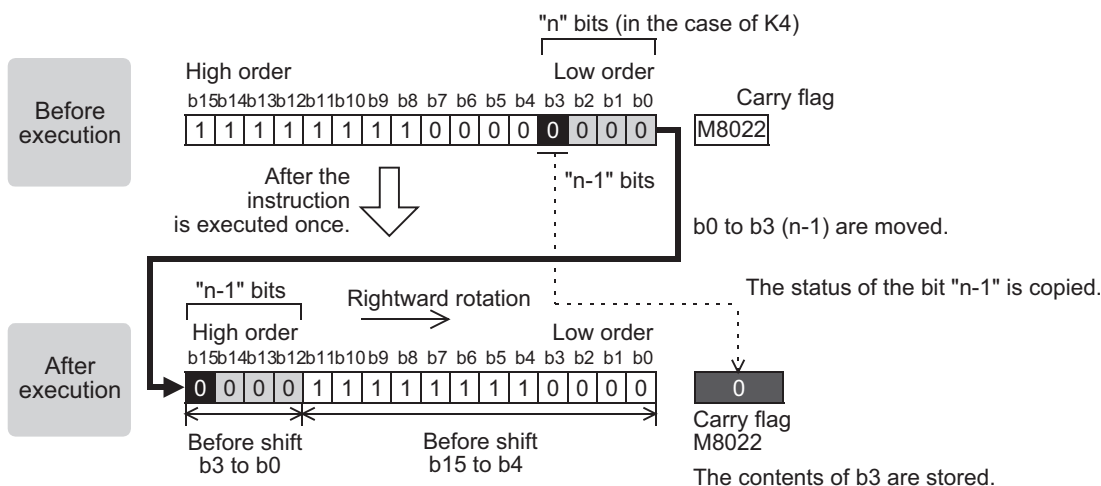 "n" bits (in the case of K4)
High order
Low order
Before
execution
b15b14b13b12b11b10 b9 b8 b7 b6 b5 b4 b3 b2 b1 b0
Carry flag
1 1 1 1 1 1 1 1 0 0 0 0 0 0 0 0
M8022
After the
instruction
is executed once.
"n-1" bits
b0 to b3 (n-1) are moved.
"n-1" bits
Rightward rotation
The status of the bit "n-1" is copied.
High order
Low order
After
execution
b15b14b13b12b11b10 b9 b8 b7 b6 b5 b4 b3 b2 b1 b0
0 0 0 0 1 1 1 1 1 1 1 1 0 0 0 0
0
Before shift
b3 to b0
Before shift
b15 to b4
Carry flag
M8022
The contents of b3 are stored.